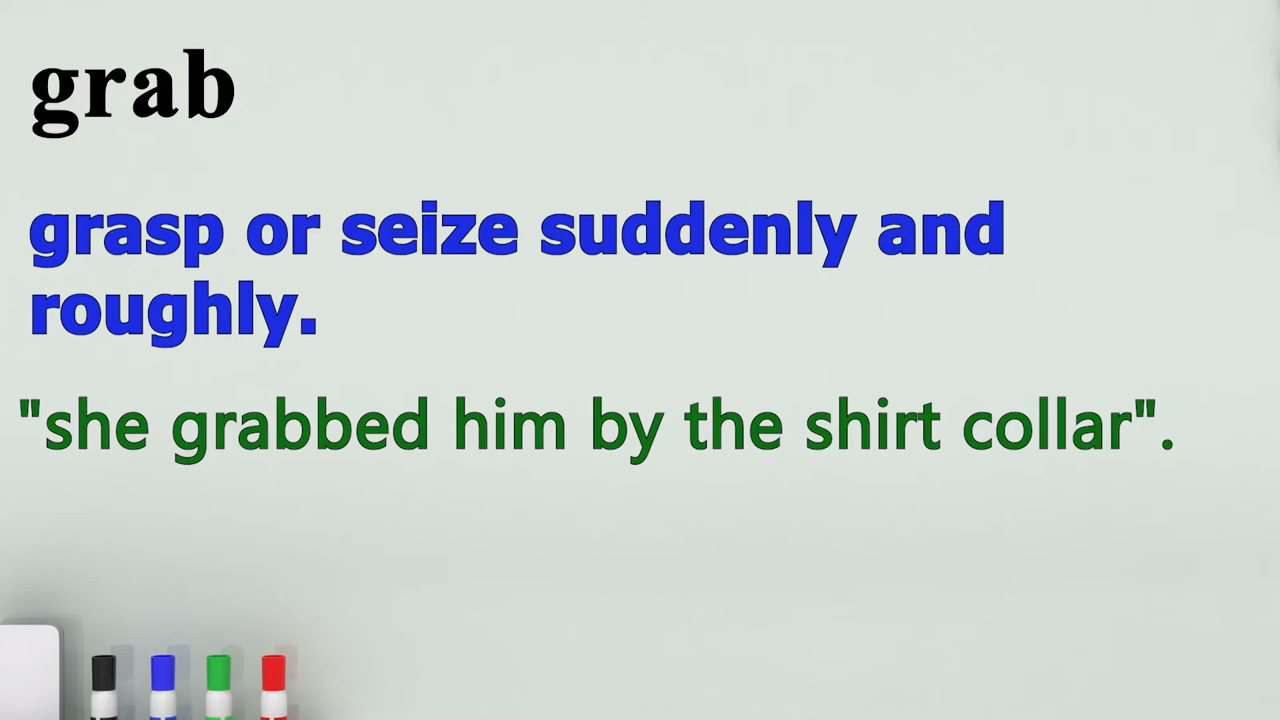 grab
grasp or seize suddenly and
roughly.
"she grabbed him by the shirt collar".